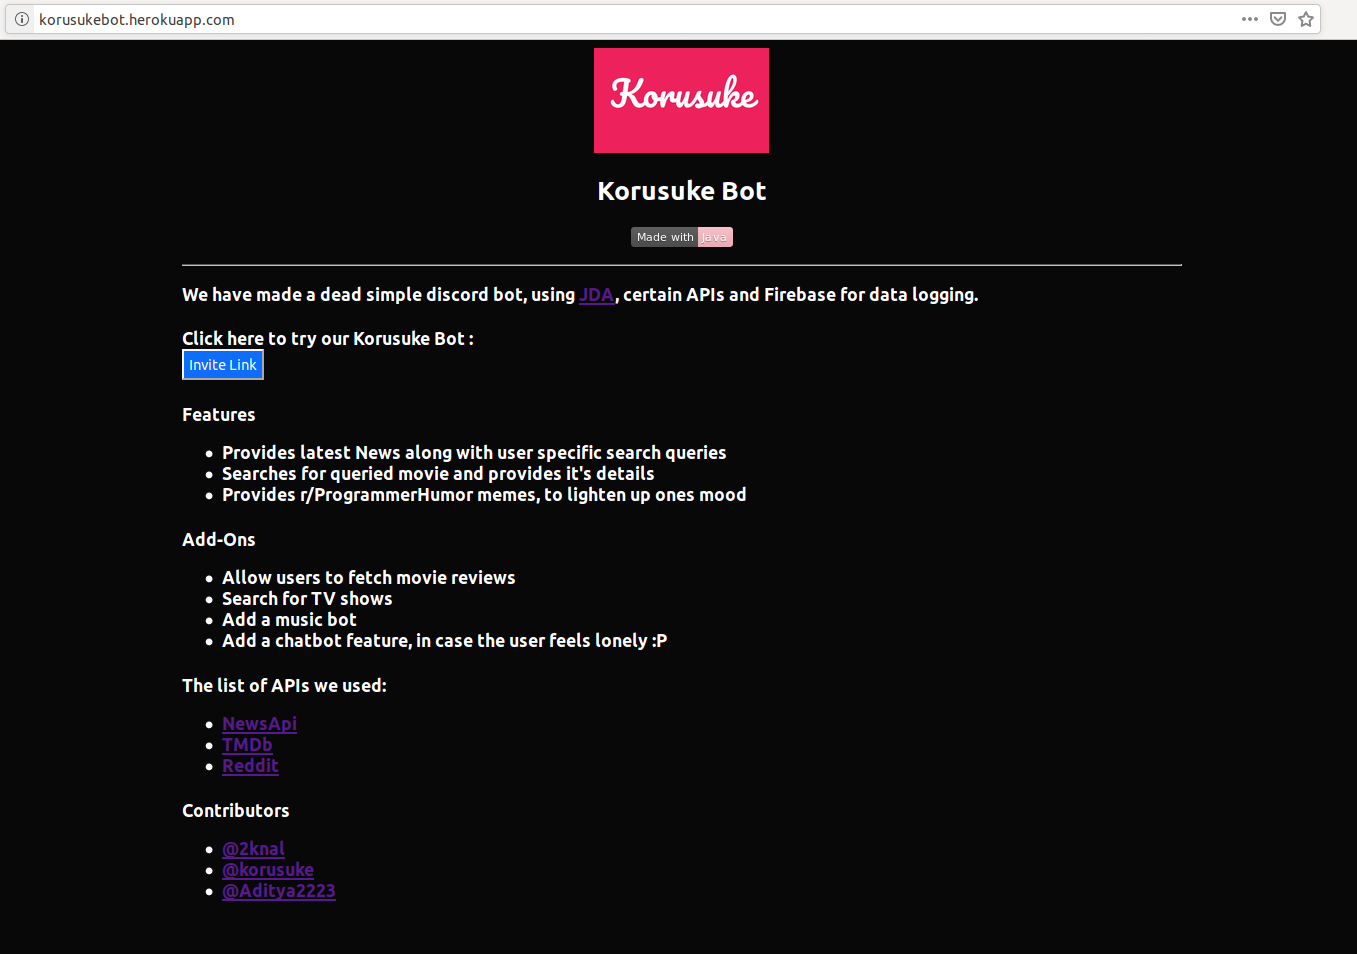 korusukebot.herokuapp.com
Korusuke
Korusuke Bot
Made with Java
We have made a dead simple discord bot, using JDA, certain APIs and Firebase for data logging.
Click here to try our Korusuke Bot :
Invite Link
Features
Provides latest News along with user specific search queries
Searches for queried movie and provides it's details
Provides r/ProgrammerHumor memes, to lighten up ones mood
Add-Ons
Allow users to fetch movie reviews
Search for TV shows
Add a music bot
Add a chatbot feature, in case the user feels lonely :P
The list of APIs we used:
NewsApi
TMDb
Reddit
Contributors
@2knal
@korusuke
@Aditya2223